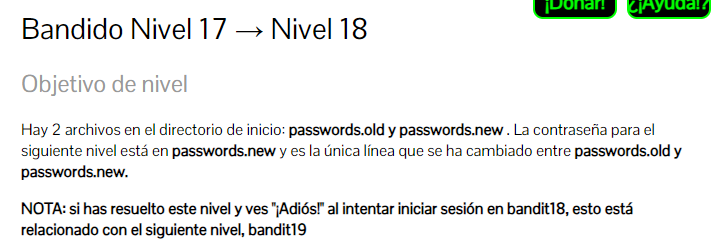 ¡Donar! ¿¡Ayuda!?
Bandido Nivel 17 → Nivel 18
Objetivo de nivel
Hay 2 archivos en el directorio de inicio: passwords.old y passwords.new . La contraseña para el
siguiente nivel está en passwords.new y es la única línea que se ha cambiado entre passwords.old y
passwords.new.
NOTA: si has resuelto este nivel y ves "¡Adiós!" al intentar iniciar sesión en bandit18, esto está
relacionado con el siguiente nivel, bandit19